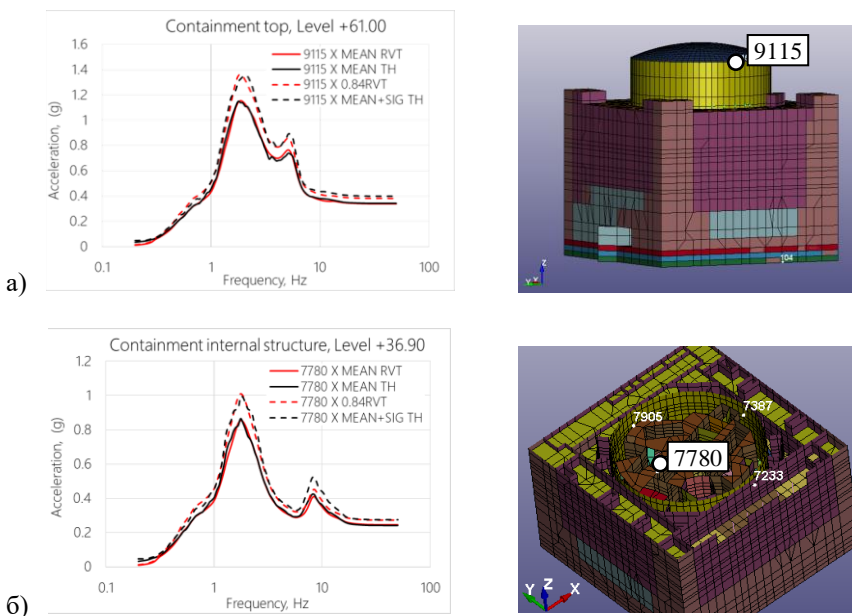 Containment top, Level +61.00
1.6
1.4
1.2
1
0.8
0.6
0.4
0.2
0
Acceleration, (g)
9115 X MEAN RVT
9115 X MEAN TH
9115 X 0.84RVT
9115 X MEAN+SIG TH
0.1 1 10 100
Frequency, Hz
а)
9115
104
Z
Y
Containment internal structure, Level +36.90
1.2
1
0.8
0.6
0.4
0.2
0
Acceleration, (g)
7780 X MEAN RVT
7780 X MEAN TH
7780 X 0.84RVT
7780 X MEAN+SIG TH
0.1 1 10 100
Frequency, Hz
б)
7905
7387
7780
7233
Y Z X